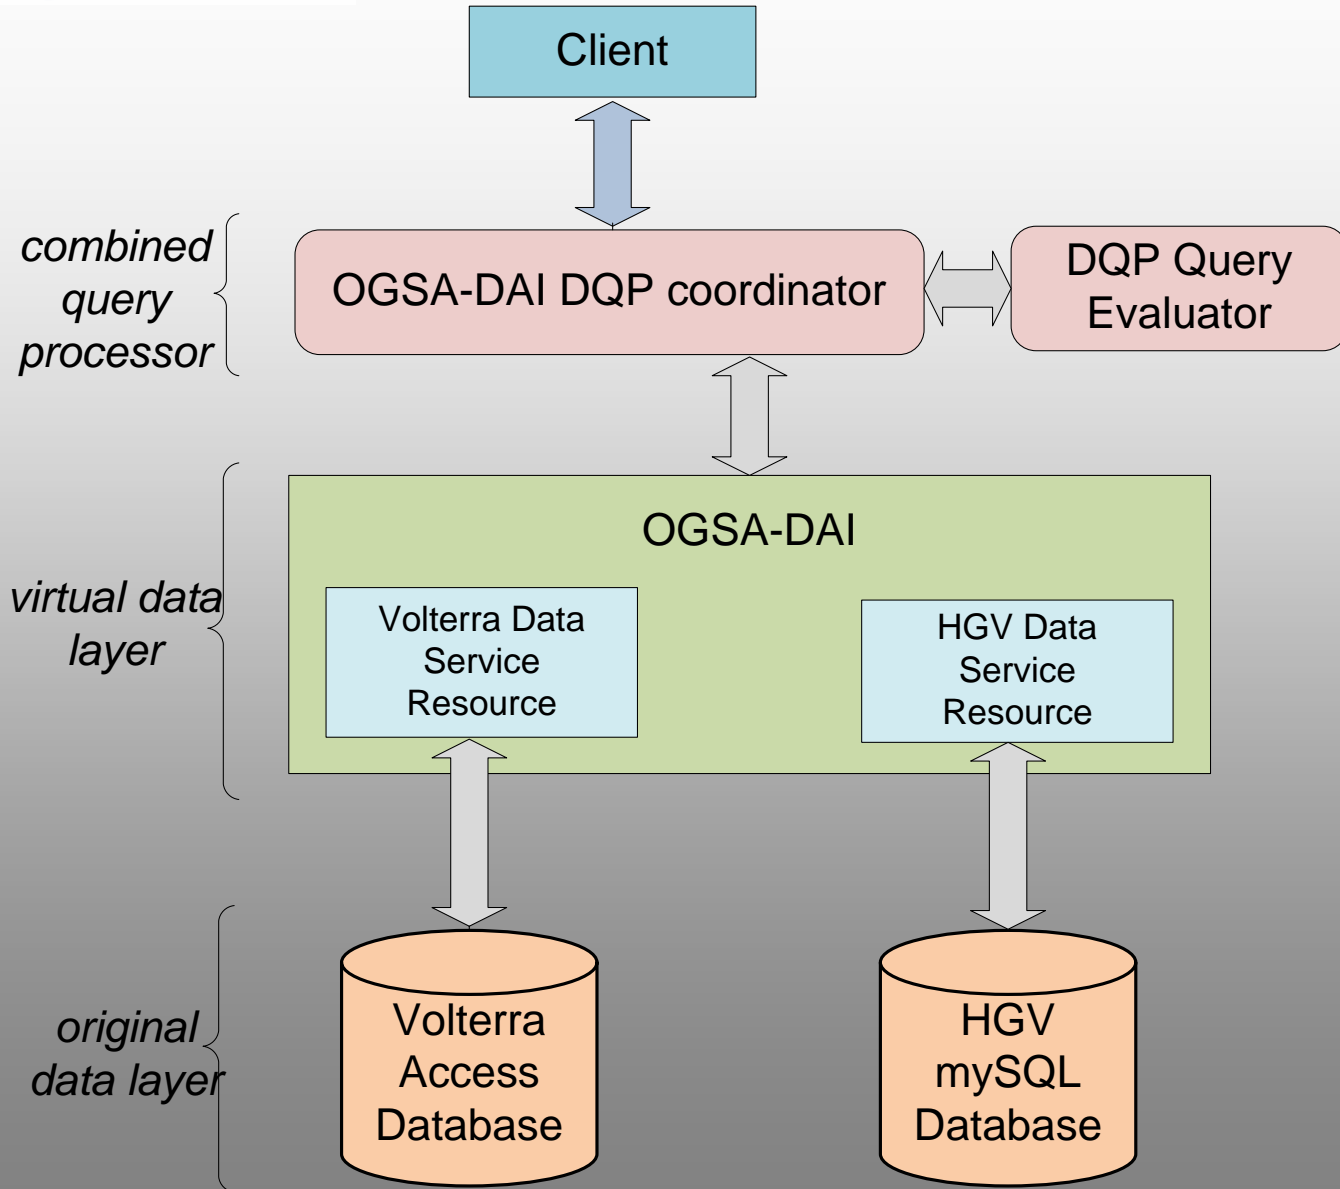 Client
combined
query
processor
OGSA-DAI DQP coordinator
DQP Query
Evaluator
virtual data
layer
OGSA-DAI
Volterra Data
Service
Resource
HGV Data
Service
Resource
original
data layer
Volterra
Access
Database
HGV
mySQL
Database